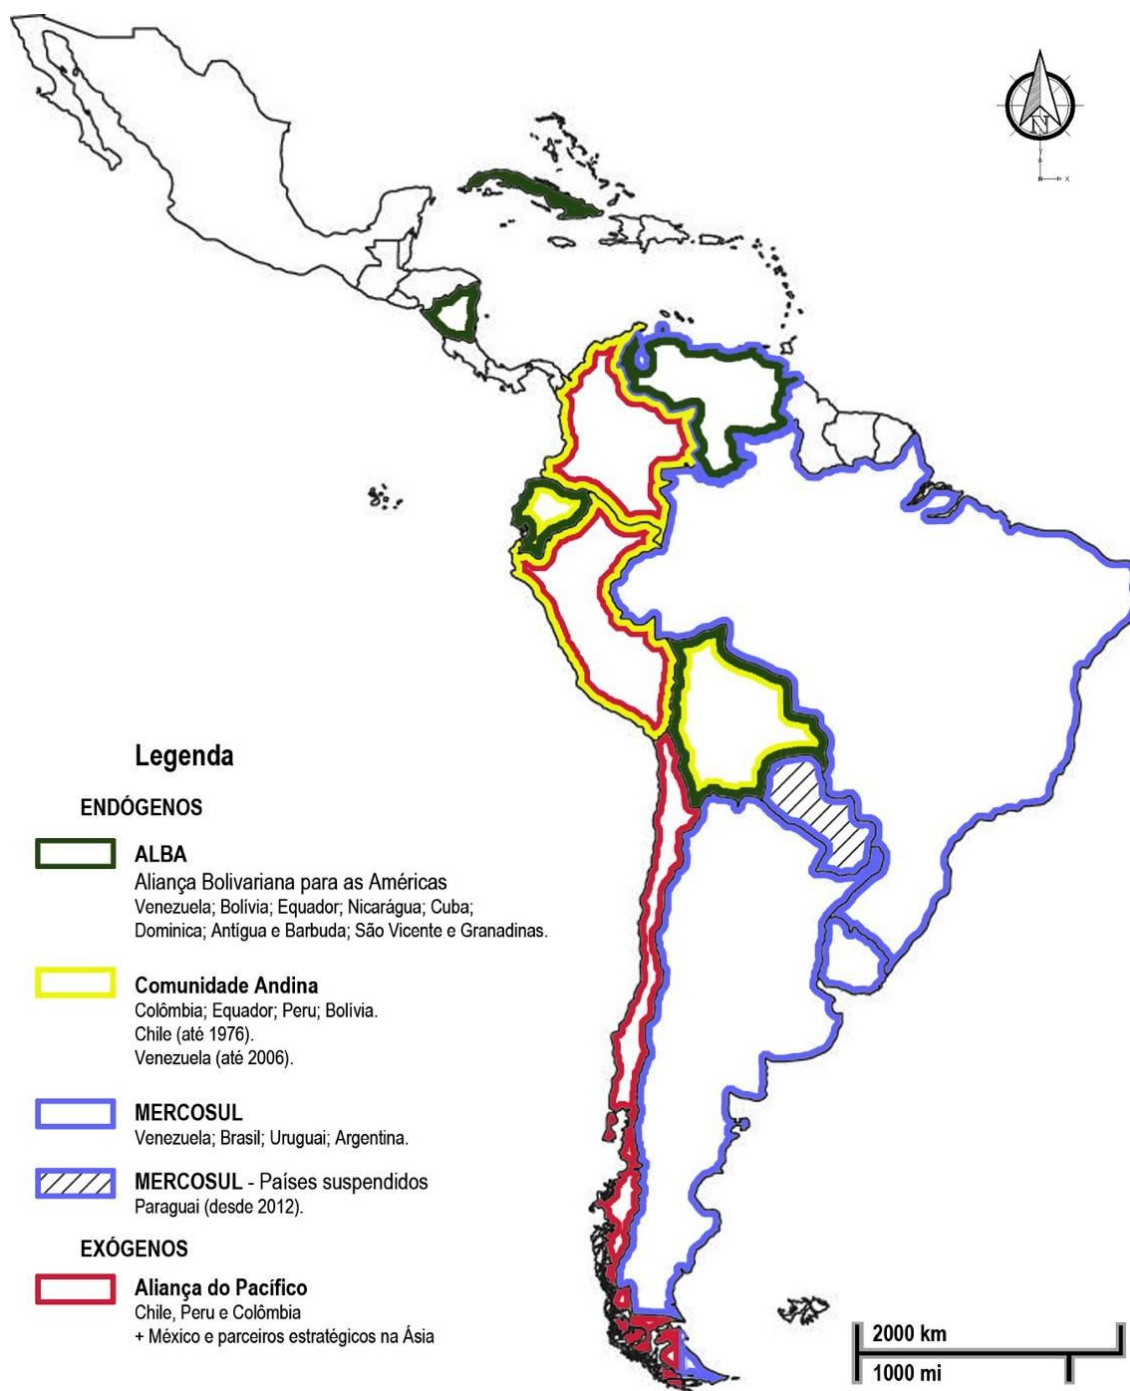 N
Y
X
Legenda
ENDÓGENOS
ALBA
Aliança Bolivariana para as Américas
Venezuela; Bolívia; Equador; Nicarágua; Cuba;
Dominica; Antígua e Barbuda; São Vicente e Granadinas.
Comunidade Andina
Colômbia; Equador; Peru; Bolívia.
Chile (até 1976).
Venezuela (até 2006).
MERCOSUL
Venezuela; Brasil; Uruguai; Argentina.
MERCOSUL - Países suspendidos
Paraguai (desde 2012).
EXÓGENOS
Aliança do Pacífico
Chile, Peru e Colômbia
+ México e parceiros estratégicos na Ásia
2000 km
1000 mi